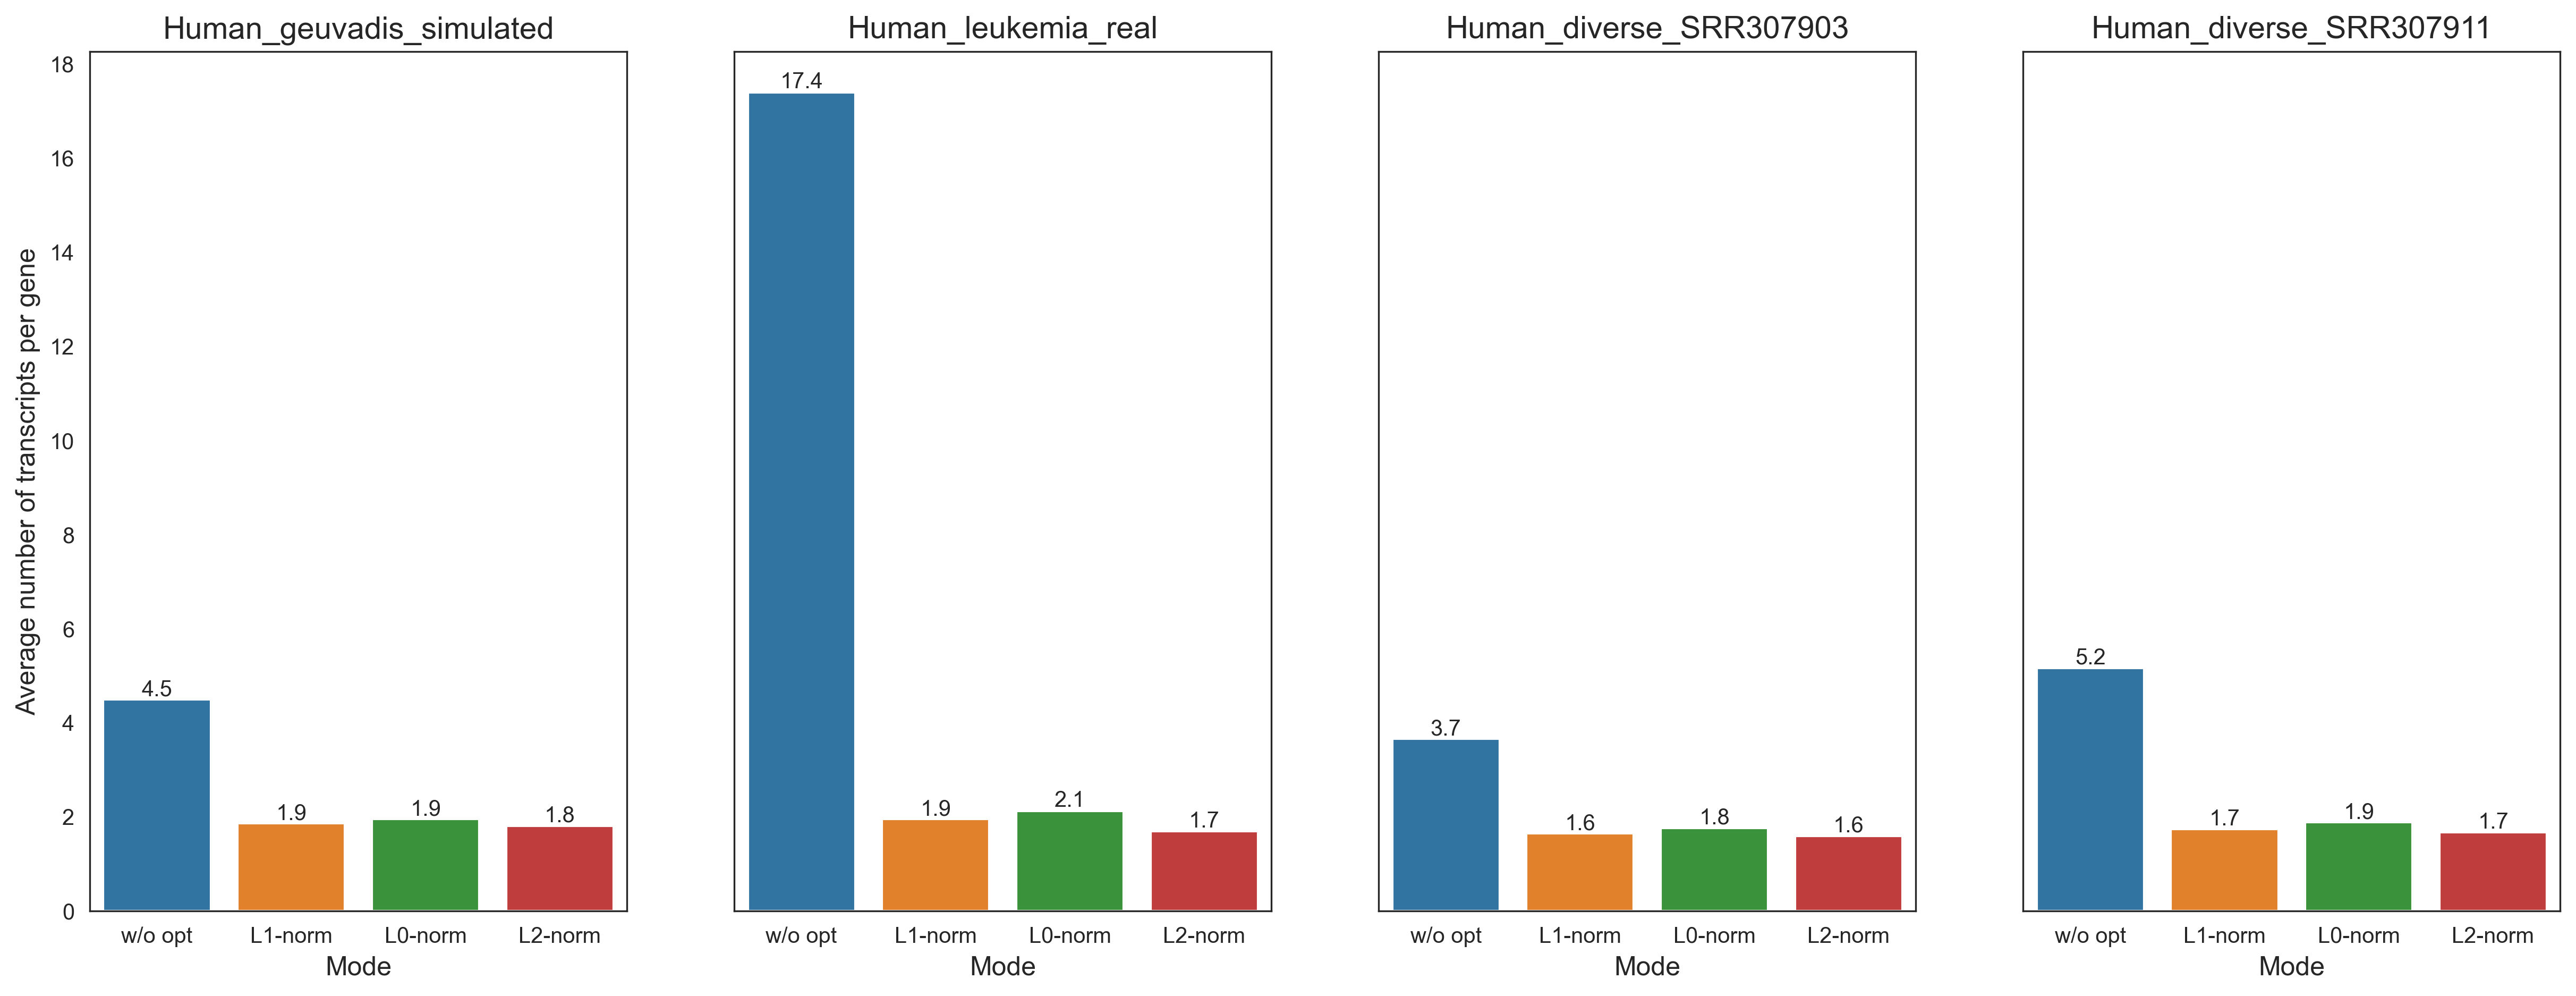 Human_geuvadis_simulated
Human_leukemia_real
Human_diverse_SRR307903
Human_diverse_SRR307911
Average number of transcripts per gene
18
16
14
12
10
8
6
4
2
0
4.5
1.9
1.9
1.8
w/o opt
L1-norm
L0-norm
L2-norm
Mode
17.4
1.9
2.1
1.7
w/o opt
L1-norm
L0-norm
L2-norm
Mode
3.7
1.6
1.8
1.6
w/o opt
L1-norm
L0-norm
L2-norm
Mode
5.2
1.7
1.9
1.7
w/o opt
L1-norm
L0-norm
L2-norm
Mode